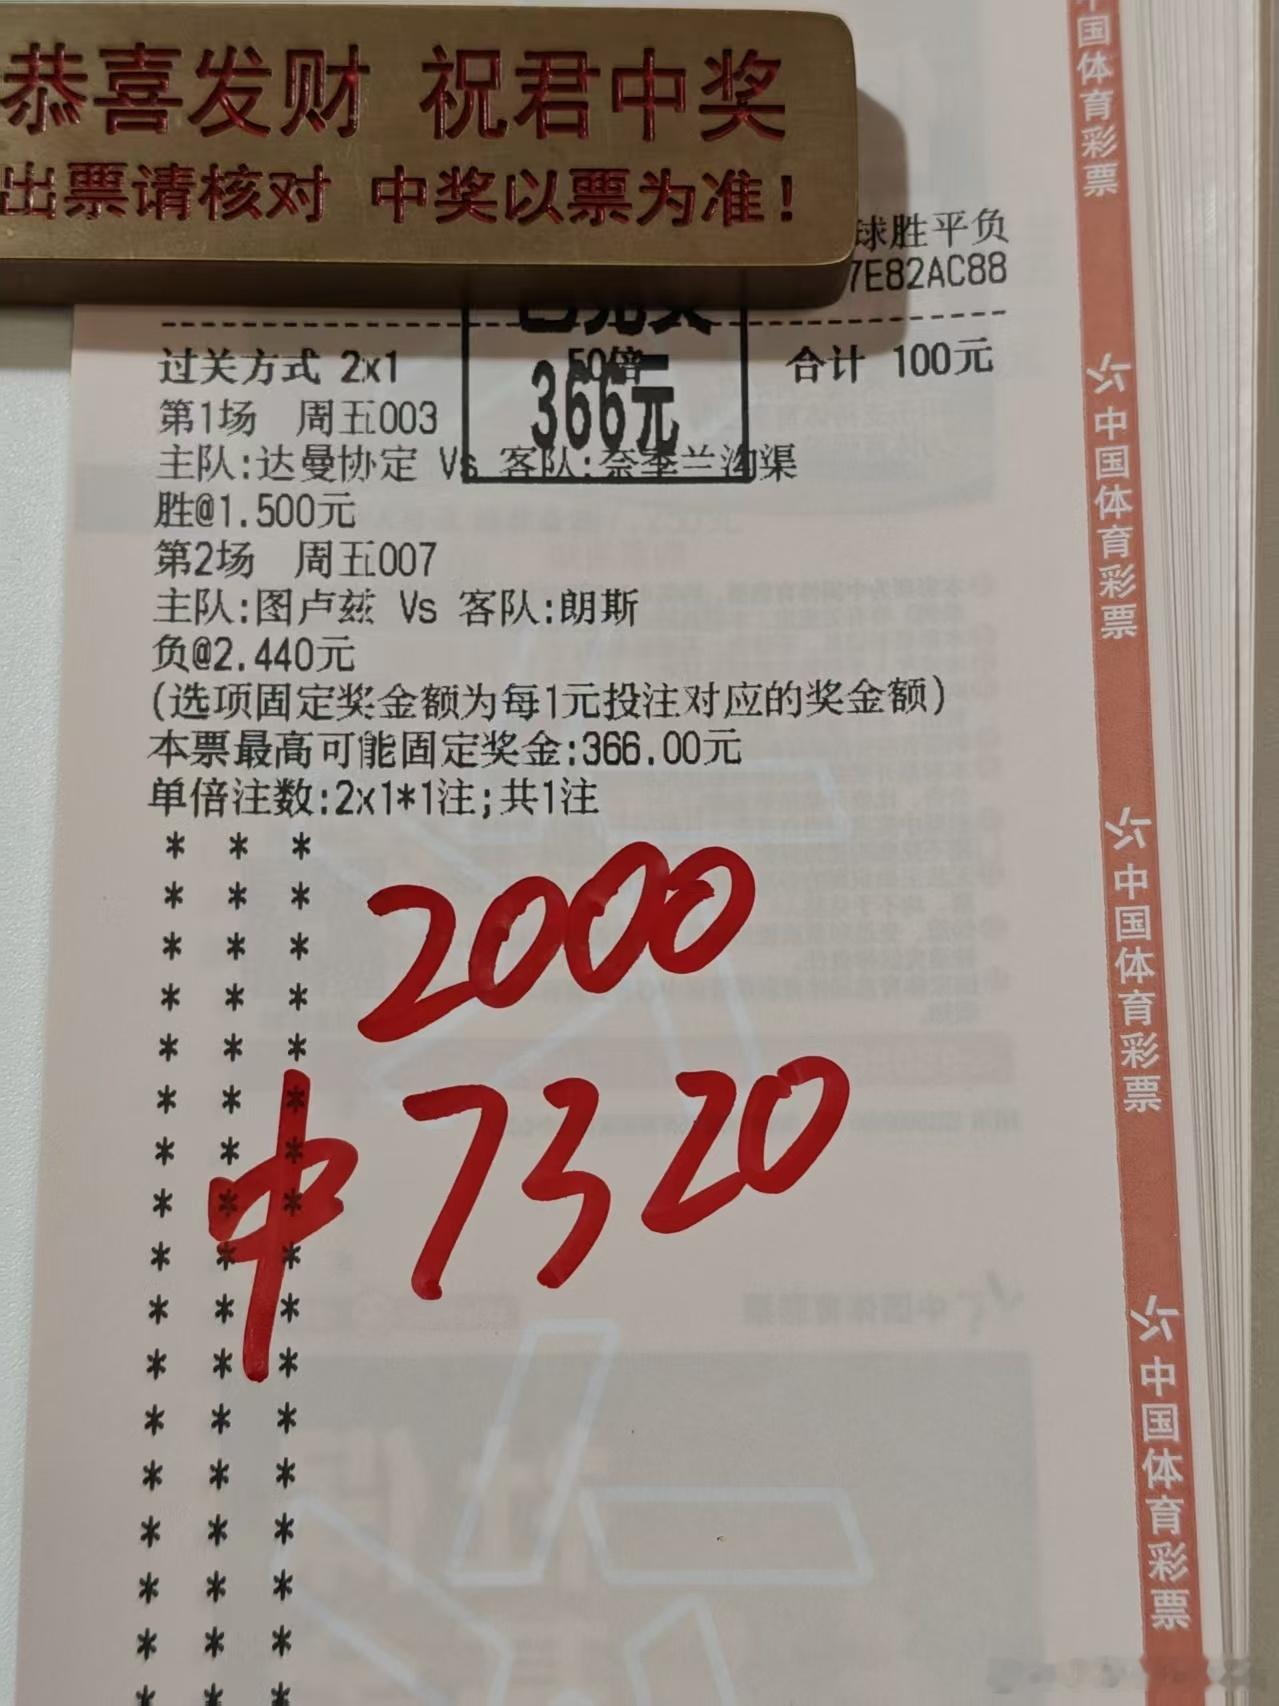 恭喜发财 祝君中奖
出票请核对 中奖以票为准！
球胜平负
7E82AC88
已兑奖
366元
过关方式 2x1 50倍 合计 100元
第1场 周五003
主队:达曼协定 Vs 客队:奈季兰沟渠
胜@1.500元
第2场 周五007
主队:图卢兹 Vs 客队:朗斯
负@2.440元
(选项固定奖金额为每1元投注对应的奖金额)
本票最高可能固定奖金:366.00元
单倍注数:2x1*1注;共1注
2000
中7320
中国体育彩票
中国体育彩票
中国体育彩票
中国体育彩票